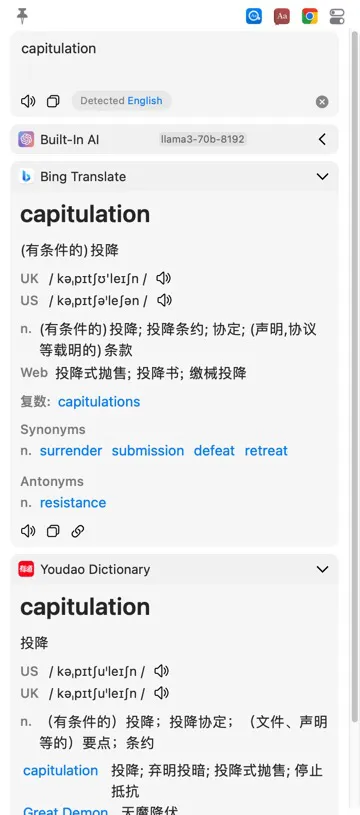 Aa
capitulation
Detected English
Built-In AI llama3-70b-8192
Bing Translate
capitulation
(有条件的)投降
UK / kəˌpɪtʃʊˈleɪʃn /
US / kəˌpɪtʃəˈleʃən /
n. (有条件的)投降; 投降条约; 协定; (声明,协议
等载明的)条款
Web 投降式抛售; 投降书; 缴械投降
复数: capitulations
Synonyms
n. surrender submission defeat retreat
Antonyms
n. resistance
有道 Youdao Dictionary
capitulation
投降
US / kəˌpɪtʃuˈleɪʃn /
UK / kəˌpɪtʃuˈleɪʃn /
n. （有条件的）投降；投降协定；（文件、声明
等的）要点；条约
capitulation 投降; 弃明投暗; 投降式抛售; 停止
抵抗
Great Demon 天魔降伏